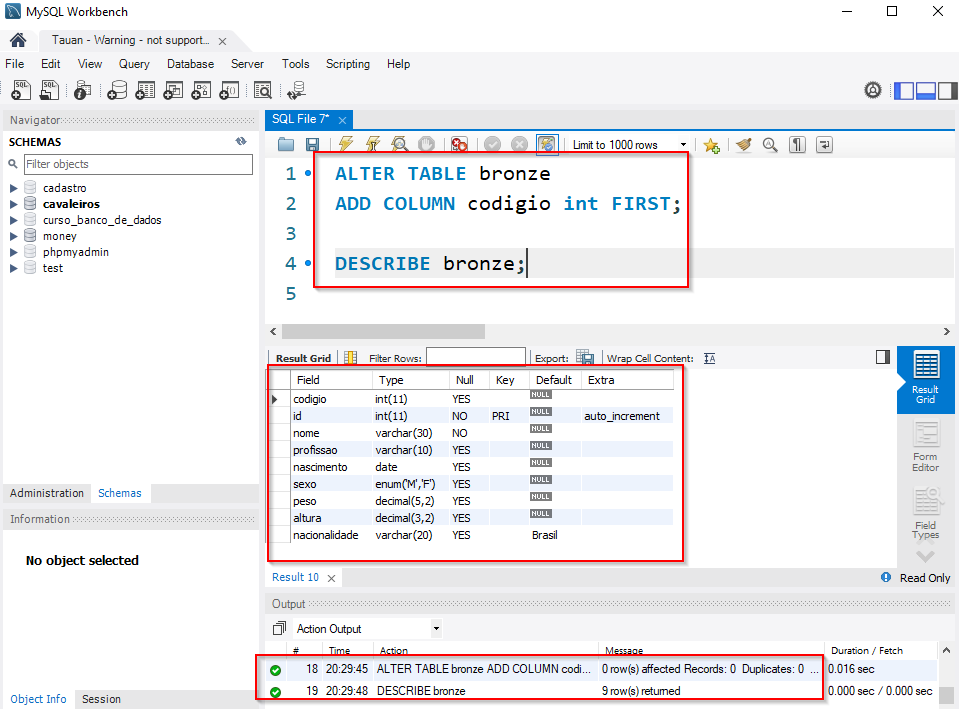 MySQL Workbench
Tauan - Warning - not support...
File Edit View Query Database Server Tools Scripting Help
Navigator
SCHEMAS
Filter objects
cadastro
cavaleiros
curso_banco_de_dados
money
phpmyadmin
test
Administration Schemas
Information
No object selected
Object Info Session
SQL File 7*
Limit to 1000 rows
1 ALTER TABLE bronze
2 ADD COLUMN codigio int FIRST;
3
4 DESCRIBE bronze;
5
Result Grid Filter Rows: Export: Wrap Cell Content:
Field Type Null Key Default Extra
codigio int(11) YES NULL
id int(11) NO PRI NULL auto_increment
nome varchar(30) NO NULL
profissao varchar(10) YES NULL
nascimento date YES NULL
sexo enum('M','F') YES NULL
peso decimal(5,2) YES NULL
altura decimal(3,2) YES NULL
nacionalidade varchar(20) YES Brasil
Result
Grid
Form
Editor
Field
Types
Result 10
Read Only
Output
Action Output
# Time Action Message Duration / Fetch
18 20:29:45 ALTER TABLE bronze ADD COLUMN codi... 0 row(s) affected Records: 0 Duplicates: 0 ... 0.016 sec
19 20:29:48 DESCRIBE bronze 9 row(s) returned 0.000 sec / 0.000 sec